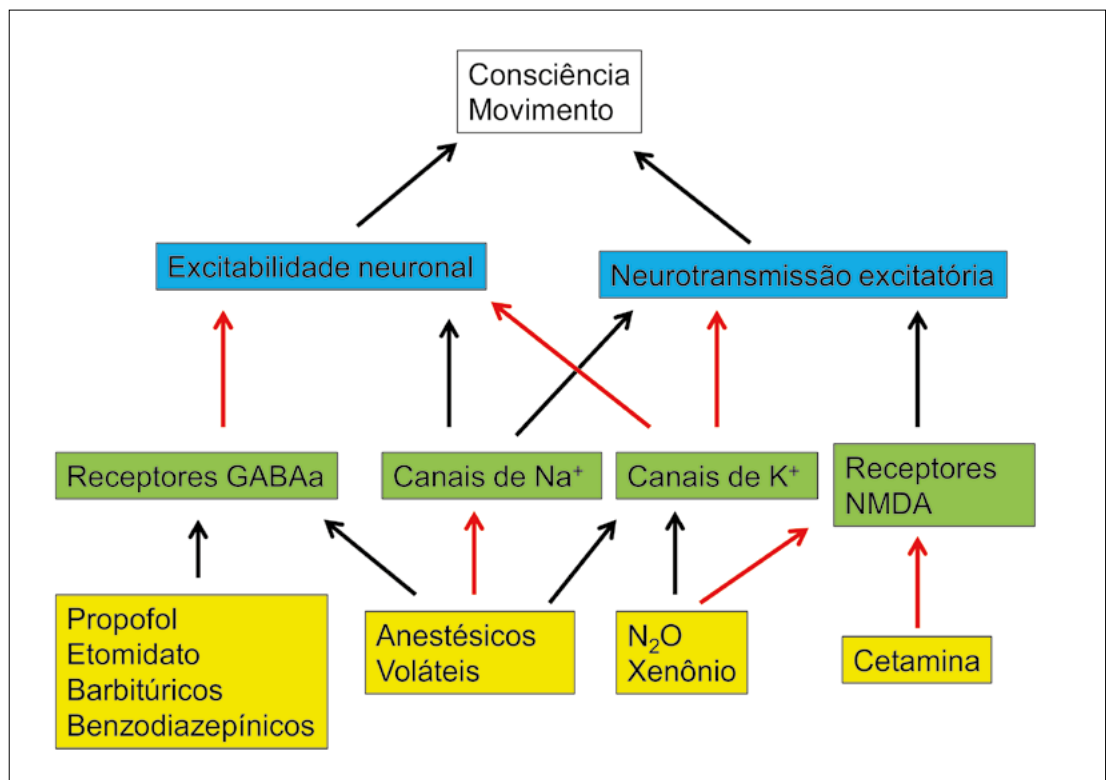 Consciência
Movimento
Excitabilidade neuronal
Neurotransmissão excitatória
Receptores GABAa
Canais de Na⁺
Canais de K⁺
Receptores
NMDA
Propofol
Etomidato
Barbitúricos
Benzodiazepínicos
Anestésicos
Voláteis
N₂O
Xenônio
Cetamina